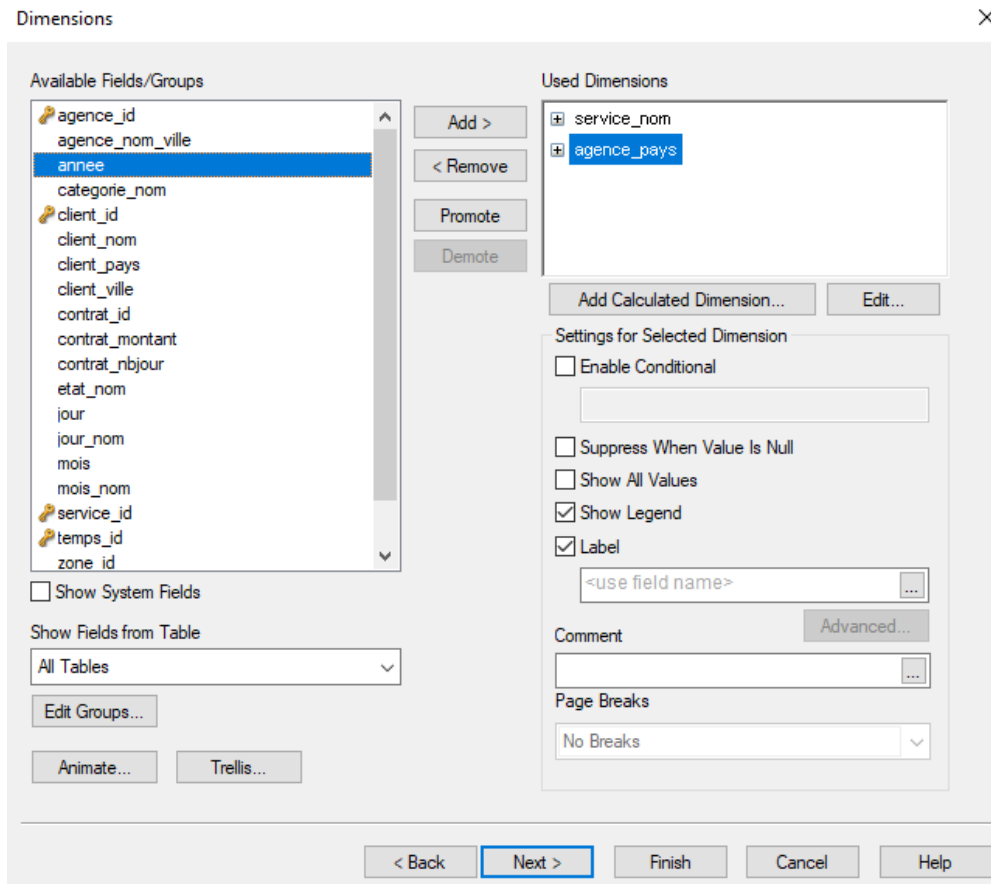 Dimensions
Available Fields/Groups
agence_id
agence_nom_ville
annee
categorie_nom
client_id
client_nom
client_pays
client_ville
contrat_id
contrat_montant
contrat_nbjour
etat_nom
jour
jour_nom
mois
mois_nom
service_id
temps_id
zone_id
Show System Fields
Show Fields from Table
All Tables
Edit Groups...
Animate...
Trellis...
Add >
< Remove
Promote
Demote
Used Dimensions
service_nom
agence_pays
Add Calculated Dimension...
Edit...
Settings for Selected Dimension
Enable Conditional
Suppress When Value Is Null
Show All Values
Show Legend
Label
<use field name>
...
Advanced...
Comment
...
Page Breaks
No Breaks
< Back
Next >
Finish
Cancel
Help